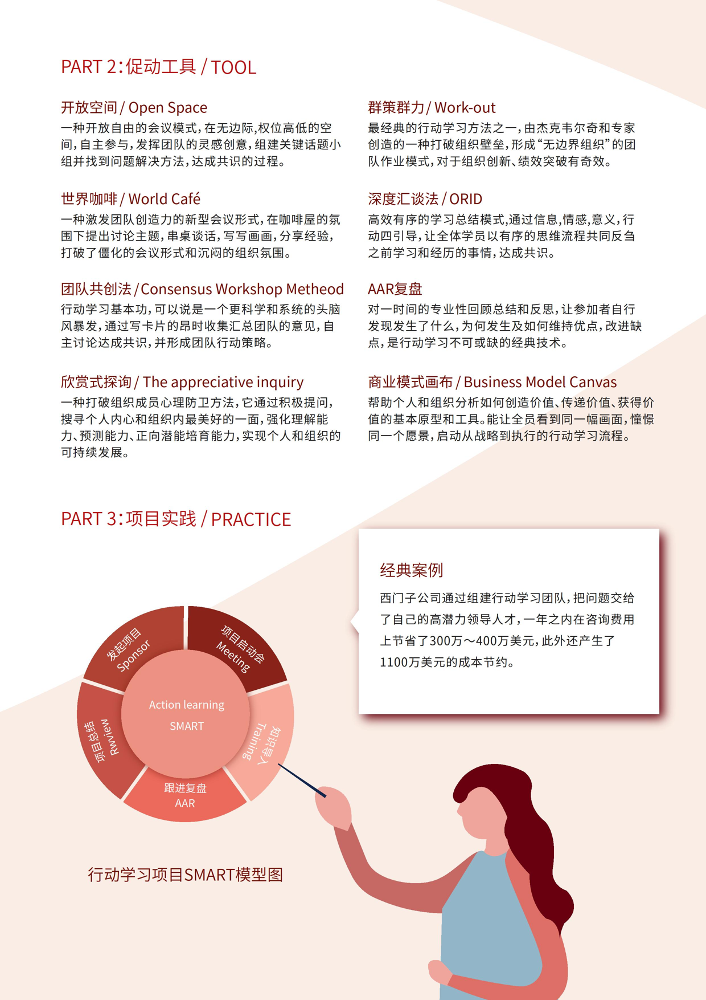 PART 2：促动工具 / TOOL
开放空间 / Open Space
一种开放自由的会议模式，在无边际,权位高低的空
间，自主参与，发挥团队的灵感创意，组建关键话题小
组并找到问题解决方法，达成共识的过程。
世界咖啡 / World Café
一种激发团队创造力的新型会议形式，在咖啡屋的氛
围下提出讨论主题，串桌谈话，写写画画，分享经验，
打破了僵化的会议形式和沉闷的组织氛围。
团队共创法 / Consensus Workshop Metheod
行动学习基本功，可以说是一个更科学和系统的头脑
风暴发，通过写卡片的昂时收集汇总团队的意见，自
主讨论达成共识，并形成团队行动策略。
欣赏式探询 / The appreciative inquiry
一种打破组织成员心理防卫方法，它通过积极提问，
搜寻个人内心和组织内最美好的一面，强化理解能
力、预测能力、正向潜能培育能力，实现个人和组织的
可持续发展。
群策群力 / Work-out
最经典的行动学习方法之一，由杰克韦尔奇和专家
创造的一种打破组织壁垒，形成“无边界组织”的团
队作业模式，对于组织创新、绩效突破有奇效。
深度汇谈法 / ORID
高效有序的学习总结模式,通过信息,情感,意义，行
动四引导，让全体学员以有序的思维流程共同反刍
之前学习和经历的事情，达成共识。
AAR复盘
对一时间的专业性回顾总结和反思，让参加者自行
发现发生了什么，为何发生及如何维持优点，改进缺
点，是行动学习不可或缺的经典技术。
商业模式画布 / Business Model Canvas
帮助个人和组织分析如何创造价值、传递价值、获得价
值的基本原型和工具。能让全员看到同一幅画面，憧憬
同一个愿景，启动从战略到执行的行动学习流程。
PART 3：项目实践 / PRACTICE
经典案例
西门子公司通过组建行动学习团队，把问题交给
了自己的高潜力领导人才，一年之内在咨询费用
上节省了300万～400万美元，此外还产生了
1100万美元的成本节约。
发起项目
Sponsor
项目启动会
Meeting
知识导入
Training
跟进复盘
AAR
项目总结
Rwview
Action learning
SMART
行动学习项目SMART模型图